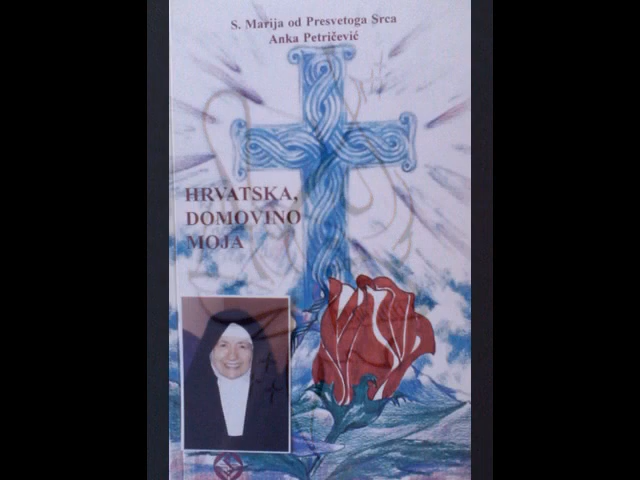 S. Marija od Presvetoga Srca
Anka Petričević
HRVATSKA,
DOMOVINO
MOJA